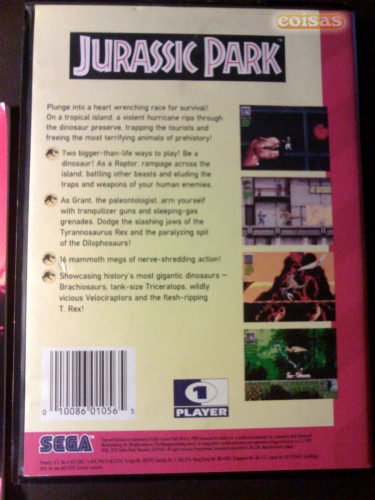 coisas
JURASSIC PARK
Plunge into a heart wrenching race for survival!
On a tropical island, a violent hurricane rips through
the dinosaur preserve, trapping the tourists and
freeing the most terrifying animals of prehistory!
Two bigger-than-life ways to play! Be a
dinosaur! As a Raptor, rampage across the
island, battling other beasts and eluding the
traps and weapons of your human enemies.
As Grant, the paleontologist, arm yourself
with tranquilizer guns and sleeping-gas
grenades. Dodge the slashing jaws of the
Tyrannosaurus Rex and the paralyzing spit
of the Dilophosaurs!
16 mammoth megs of nerve-shredding action!
Showcasing history's most gigantic dinosaurs —
Brachiosaurs, tank-size Triceratops, wildly
vicious Velociraptors and the flesh-ripping
T. Rex!
0 10086 01056 5
1
PLAYER
SEGA